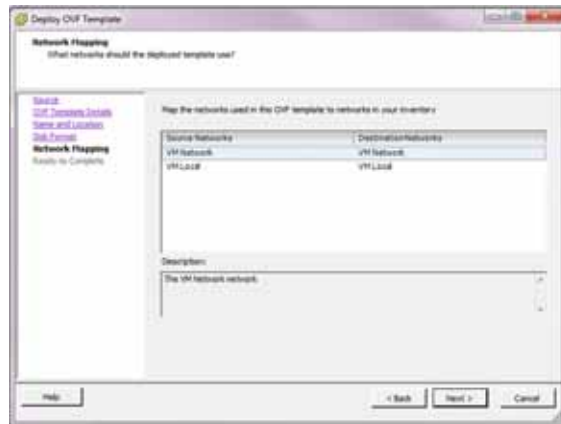 Deploy OVF Template
Network Mapping
What networks should the deployed template use?
Source
OVF Template Details
Name and Location
Disk Format
Network Mapping
Ready to Complete
Map the networks used in this OVF template to networks in your inventory
Source Networks Destination Networks
VM Network VM Network
VM Local VM Local
Description:
The VM Network network
Help < Back Next > Cancel